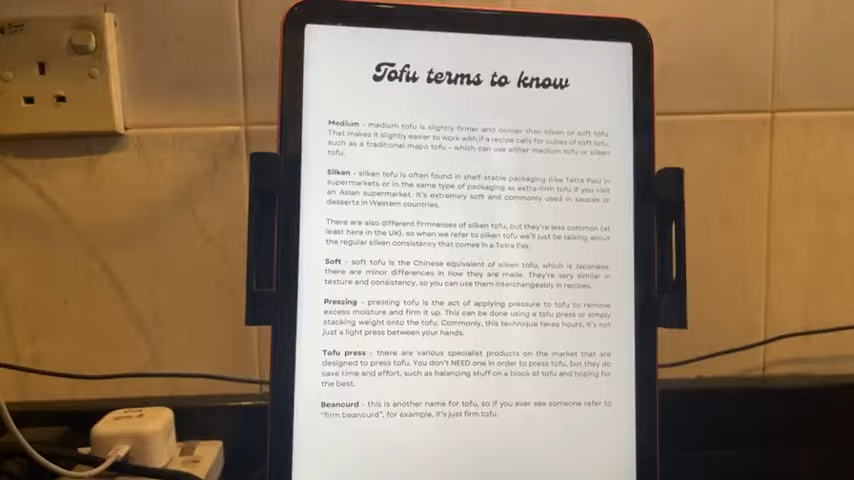 Tofu terms to know
Medium - medium tofu is slightly firmer and denser than silken or soft tofu.
That makes it slightly easier to work with if a recipe calls for cubes of soft tofu,
such as a traditional mapo tofu - which can use either medium tofu or silken
tofu.
Silken - silken tofu is often found in shelf-stable packaging (like Tetra Pak) in
supermarkets or in the same type of packaging as extra-firm tofu if you visit
an Asian supermarket. It's extremely soft and commonly used in sauces or
desserts in Western countries.
There are also different firmnesses of silken tofu, but they're less common (at
least here in the UK), so when we refer to silken tofu we'll just be talking about
the regular silken consistency that comes in a Tetra Pak.
Soft - soft tofu is the Chinese equivalent of silken tofu, which is Japanese;
there are minor differences in how they are made. They're very similar in
texture and consistency, so you can use them interchangeably in recipes.
Pressing - pressing tofu is the act of applying pressure to tofu to remove
excess moisture and firm it up. This can be done using a tofu press or simply
stacking weight onto the tofu. Commonly, this technique takes hours, it's not
just a light press between your hands.
Tofu press - there are various specialist products on the market that are
designed to press tofu. You don't NEED one in order to press tofu, but they do
save time and effort, such as balancing stuff on a block of tofu and hoping for
the best.
Beancurd - this is another name for tofu, so if you ever see someone refer to
"firm beancurd", for example, it's just firm tofu.